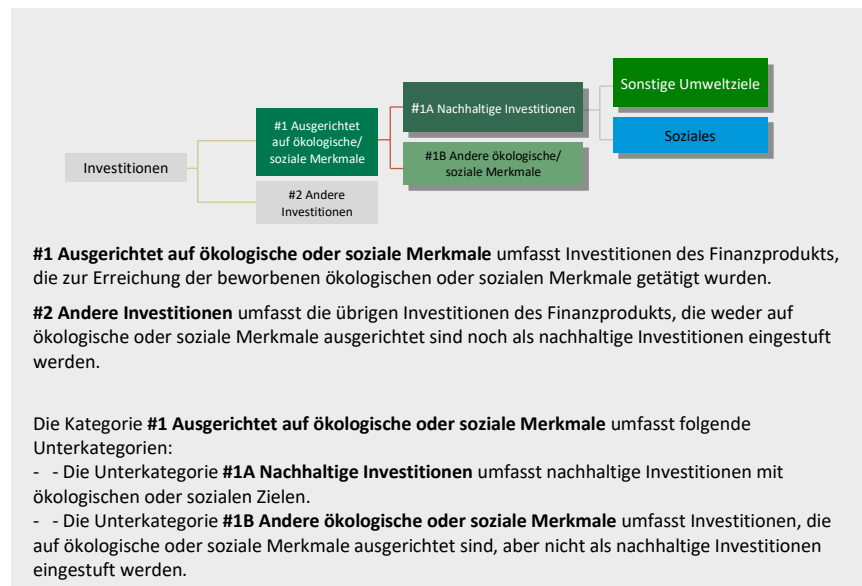 Sonstige Umweltziele
#1A Nachhaltige Investitionen
#1 Ausgerichtet
auf ökologische/
soziale Merkmale
Soziales
#1B Andere ökologische/
soziale Merkmale
Investitionen
#2 Andere
Investitionen
#1 Ausgerichtet auf ökologische oder soziale Merkmale umfasst Investitionen des Finanzprodukts,
die zur Erreichung der beworbenen ökologischen oder sozialen Merkmale getätigt wurden.
#2 Andere Investitionen umfasst die übrigen Investitionen des Finanzprodukts, die weder auf
ökologische oder soziale Merkmale ausgerichtet sind noch als nachhaltige Investitionen eingestuft
werden.
Die Kategorie #1 Ausgerichtet auf ökologische oder soziale Merkmale umfasst folgende
Unterkategorien:
- - Die Unterkategorie #1A Nachhaltige Investitionen umfasst nachhaltige Investitionen mit
ökologischen oder sozialen Zielen.
- - Die Unterkategorie #1B Andere ökologische oder soziale Merkmale umfasst Investitionen, die
auf ökologische oder soziale Merkmale ausgerichtet sind, aber nicht als nachhaltige Investitionen
eingestuft werden.